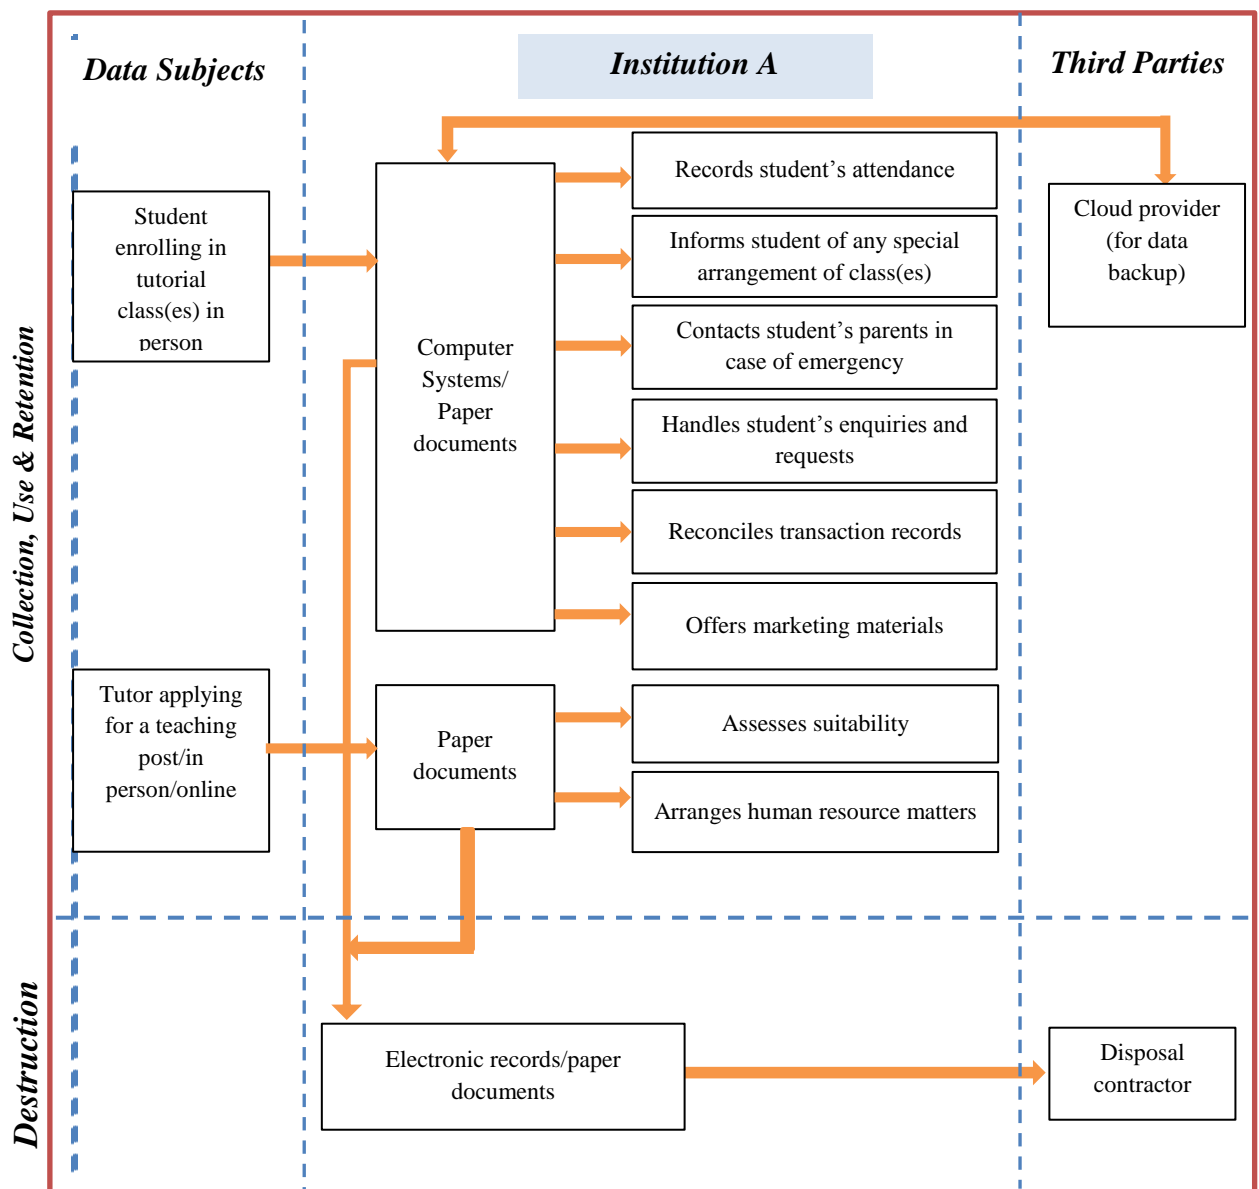 Data Subjects
Institution A
Third Parties
Collection, Use & Retention
Student
enrolling in
tutorial
class(es) in
person
Computer
Systems/
Paper
documents
Records student’s attendance
Informs student of any special
arrangement of class(es)
Contacts student’s parents in
case of emergency
Handles student’s enquiries and
requests
Reconciles transaction records
Offers marketing materials
Cloud provider
(for data
backup)
Tutor applying
for a teaching
post/in
person/online
Paper
documents
Assesses suitability
Arranges human resource matters
Destruction
Electronic records/paper
documents
Disposal
contractor